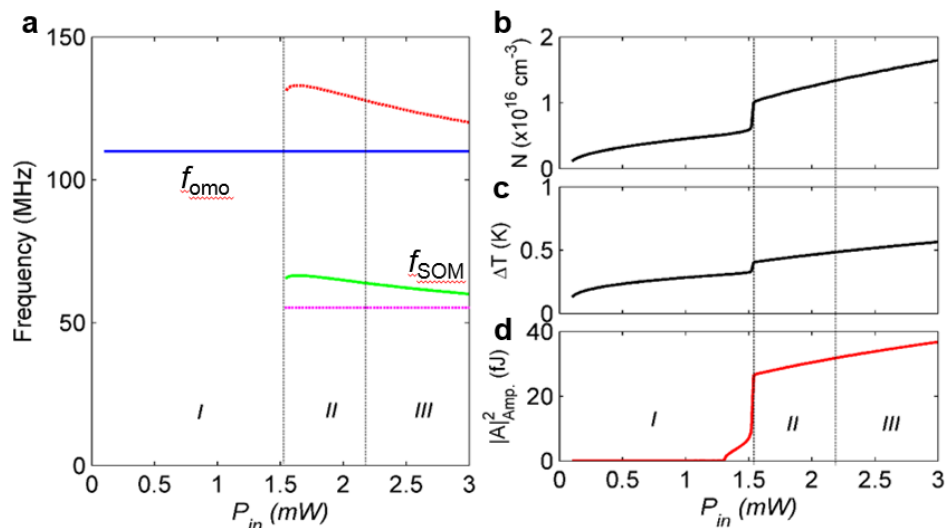 a
150
100
50
0
Frequency (MHz)
f_omo
f_SOM
I
II
III
0
0.5
1
1.5
2
2.5
3
P_in (mW)
b
2
1
0
N (x10^16 cm^-3)
c
1
0.5
0
ΔT (K)
d
40
20
0
|A|^2_Amp. (fJ)
I
II
III
0
0.5
1
1.5
2
2.5
3
P_in (mW)